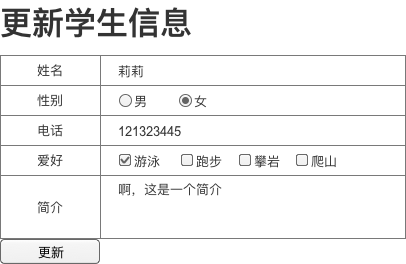 更新学生信息
姓名 莉莉
性别 男 女
电话 121323445
爱好 游泳 跑步 攀岩 爬山
简介 啊，这是一个简介
更新